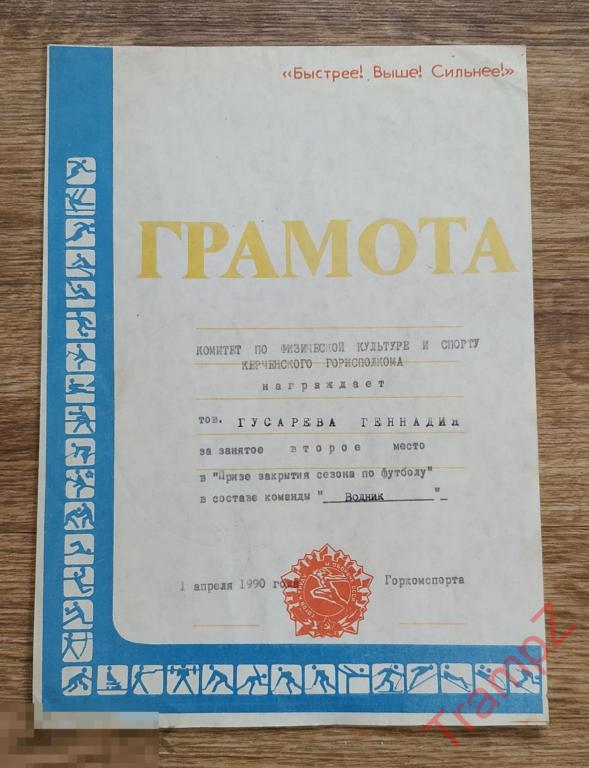 «Быстрее! Выше! Сильнее!»
ГРАМОТА
КОМИТЕТ ПО ФИЗИЧЕСКОЙ КУЛЬТУРЕ И СПОРТУ
КЕРЧЕНСКОГО ГОРИСПОЛКОМА
награждает
тов. ГУСАРЕВА ГЕННАДИЯ
за занятое второе место
в "Призе закрытия сезона по футболу"
в составе команды " Водник "
1 апреля 1990 года Горкомспорта
TrampZ